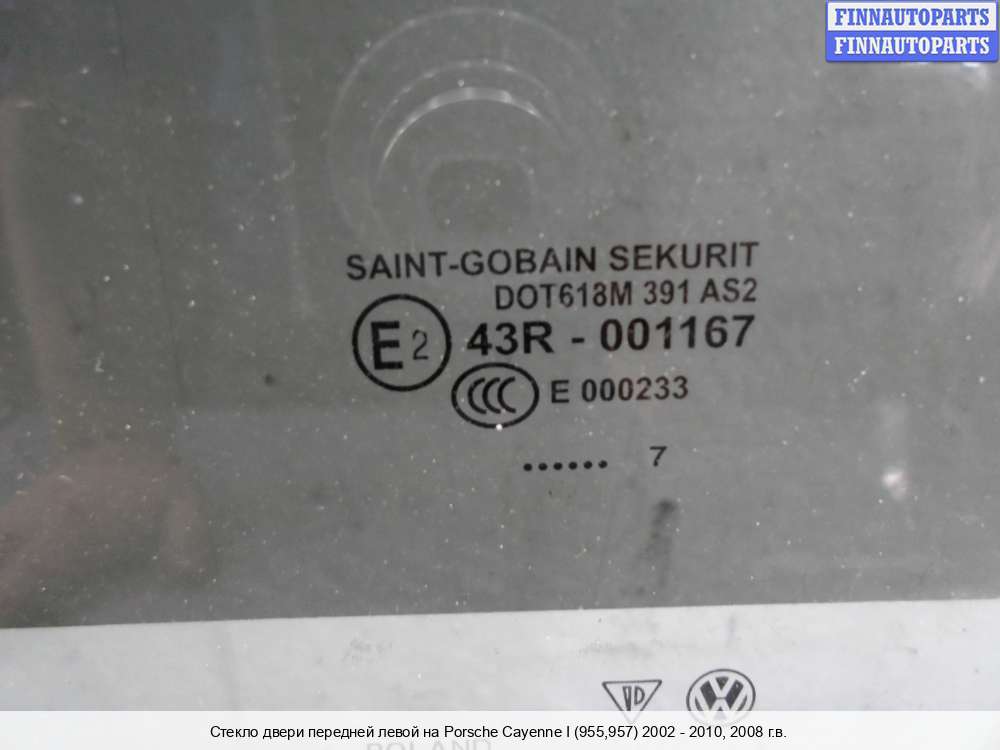 FINNAUTOPARTS
FINNAUTOPARTS
SAINT-GOBAIN SEKURIT
DOT618M 391 AS2
E2 43R - 001167
CCC E 000233
...... 7
Стекло двери передней левой на Porsche Cayenne I (955,957) 2002 - 2010, 2008 г.в.